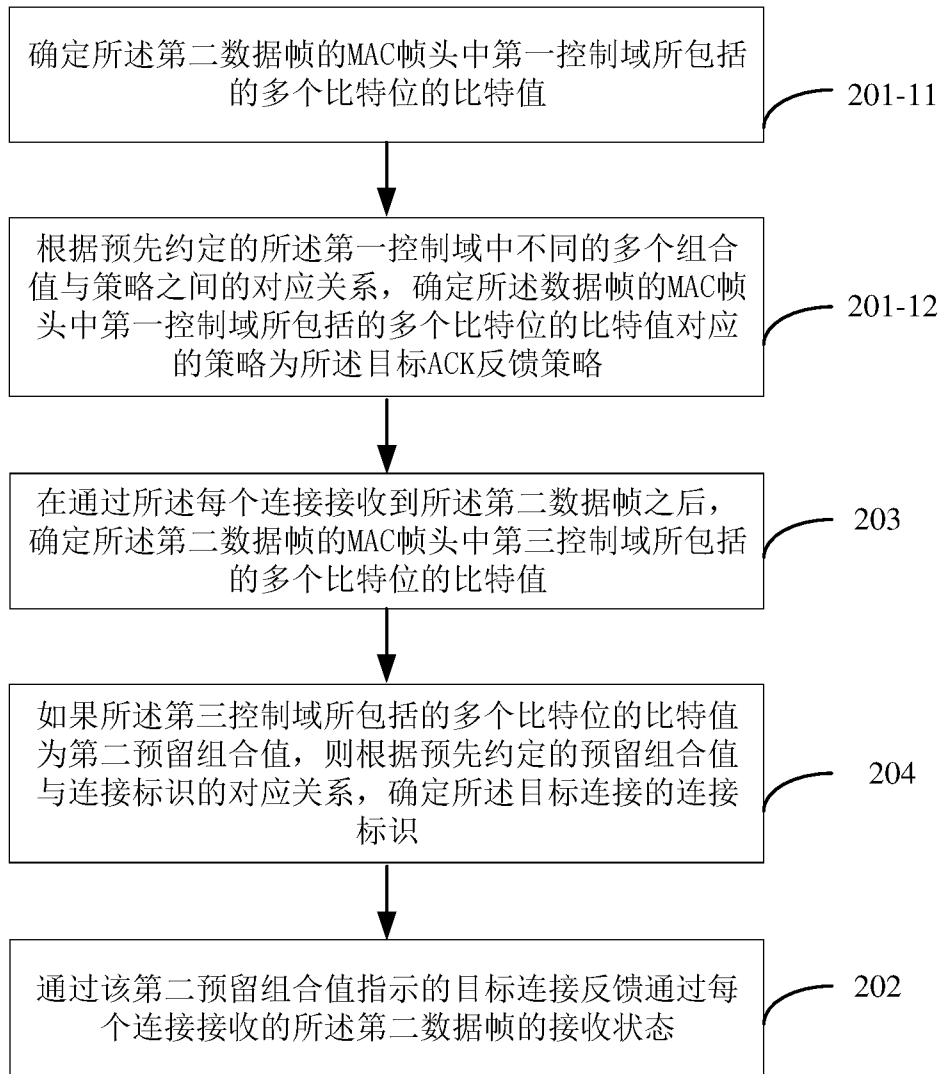 确定所述第二数据帧的MAC帧头中第一控制域所包括
的多个比特位的比特值
201-11
根据预先约定的所述第一控制域中不同的多个组合
值与策略之间的对应关系，确定所述数据帧的MAC帧
头中第一控制域所包括的多个比特位的比特值对应
的策略为所述目标ACK反馈策略
201-12
在通过所述每个连接接收到所述第二数据帧之后，
确定所述第二数据帧的MAC帧头中第三控制域所包括
的多个比特位的比特值
203
如果所述第三控制域所包括的多个比特位的比特值
为第二预留组合值，则根据预先约定的预留组合值
与连接标识的对应关系，确定所述目标连接的连接
标识
204
通过该第二预留组合值指示的目标连接反馈通过每
个连接接收的所述第二数据帧的接收状态
202